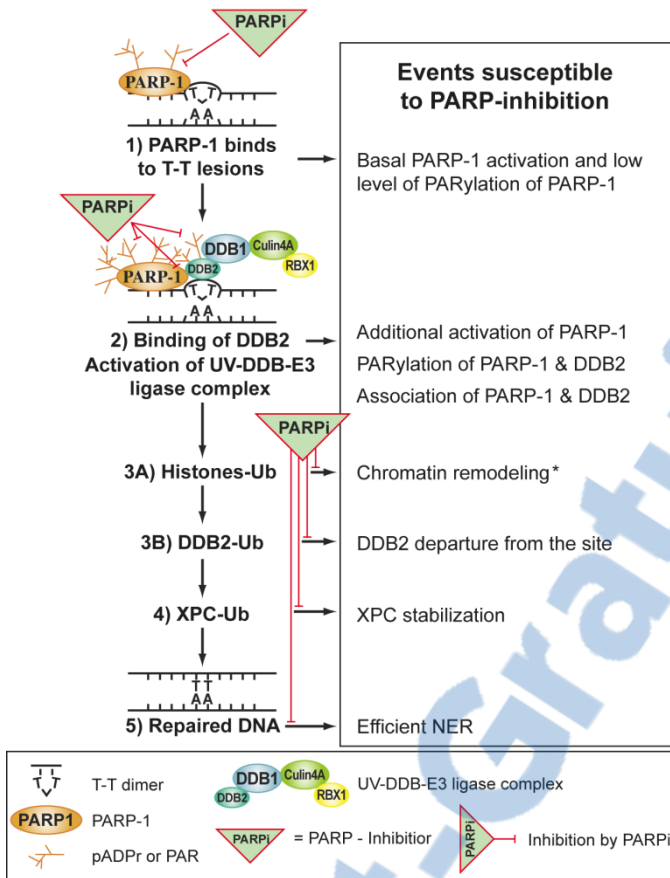 PARPi
PARP-1
T T
A A
1) PARP-1 binds
to T-T lesions
PARPi
DDB1
Culin4A
RBX1
DDB2
PARP-1
T T
A A
2) Binding of DDB2
Activation of UV-DDB-E3
ligase complex
PARPi
3A) Histones-Ub
3B) DDB2-Ub
4) XPC-Ub
TT
AA
5) Repaired DNA
Events susceptible
to PARP-inhibition
Basal PARP-1 activation and low
level of PARylation of PARP-1
Additional activation of PARP-1
PARylation of PARP-1 & DDB2
Association of PARP-1 & DDB2
Chromatin remodeling*
DDB2 departure from the site
XPC stabilization
Efficient NER
T T
T-T dimer
PARP1
PARP-1
pADPr or PAR
DDB2
DDB1
Culin4A
RBX1
UV-DDB-E3 ligase complex
PARPi
= PARP - Inhibitior
PARPi
Inhibition by PARPi